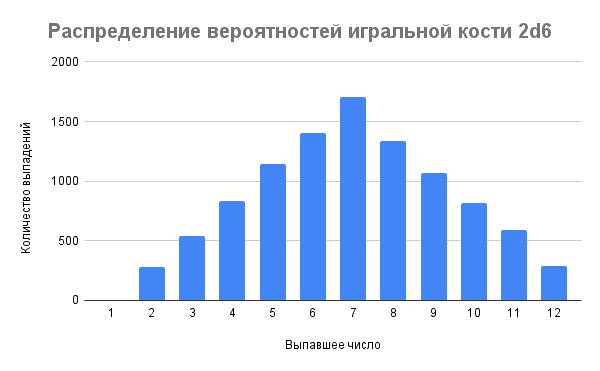 Распределение вероятностей игральной кости 2d6
2000
1500
1000
500
0
Количество выпадений
1 2 3 4 5 6 7 8 9 10 11 12
Выпавшее число